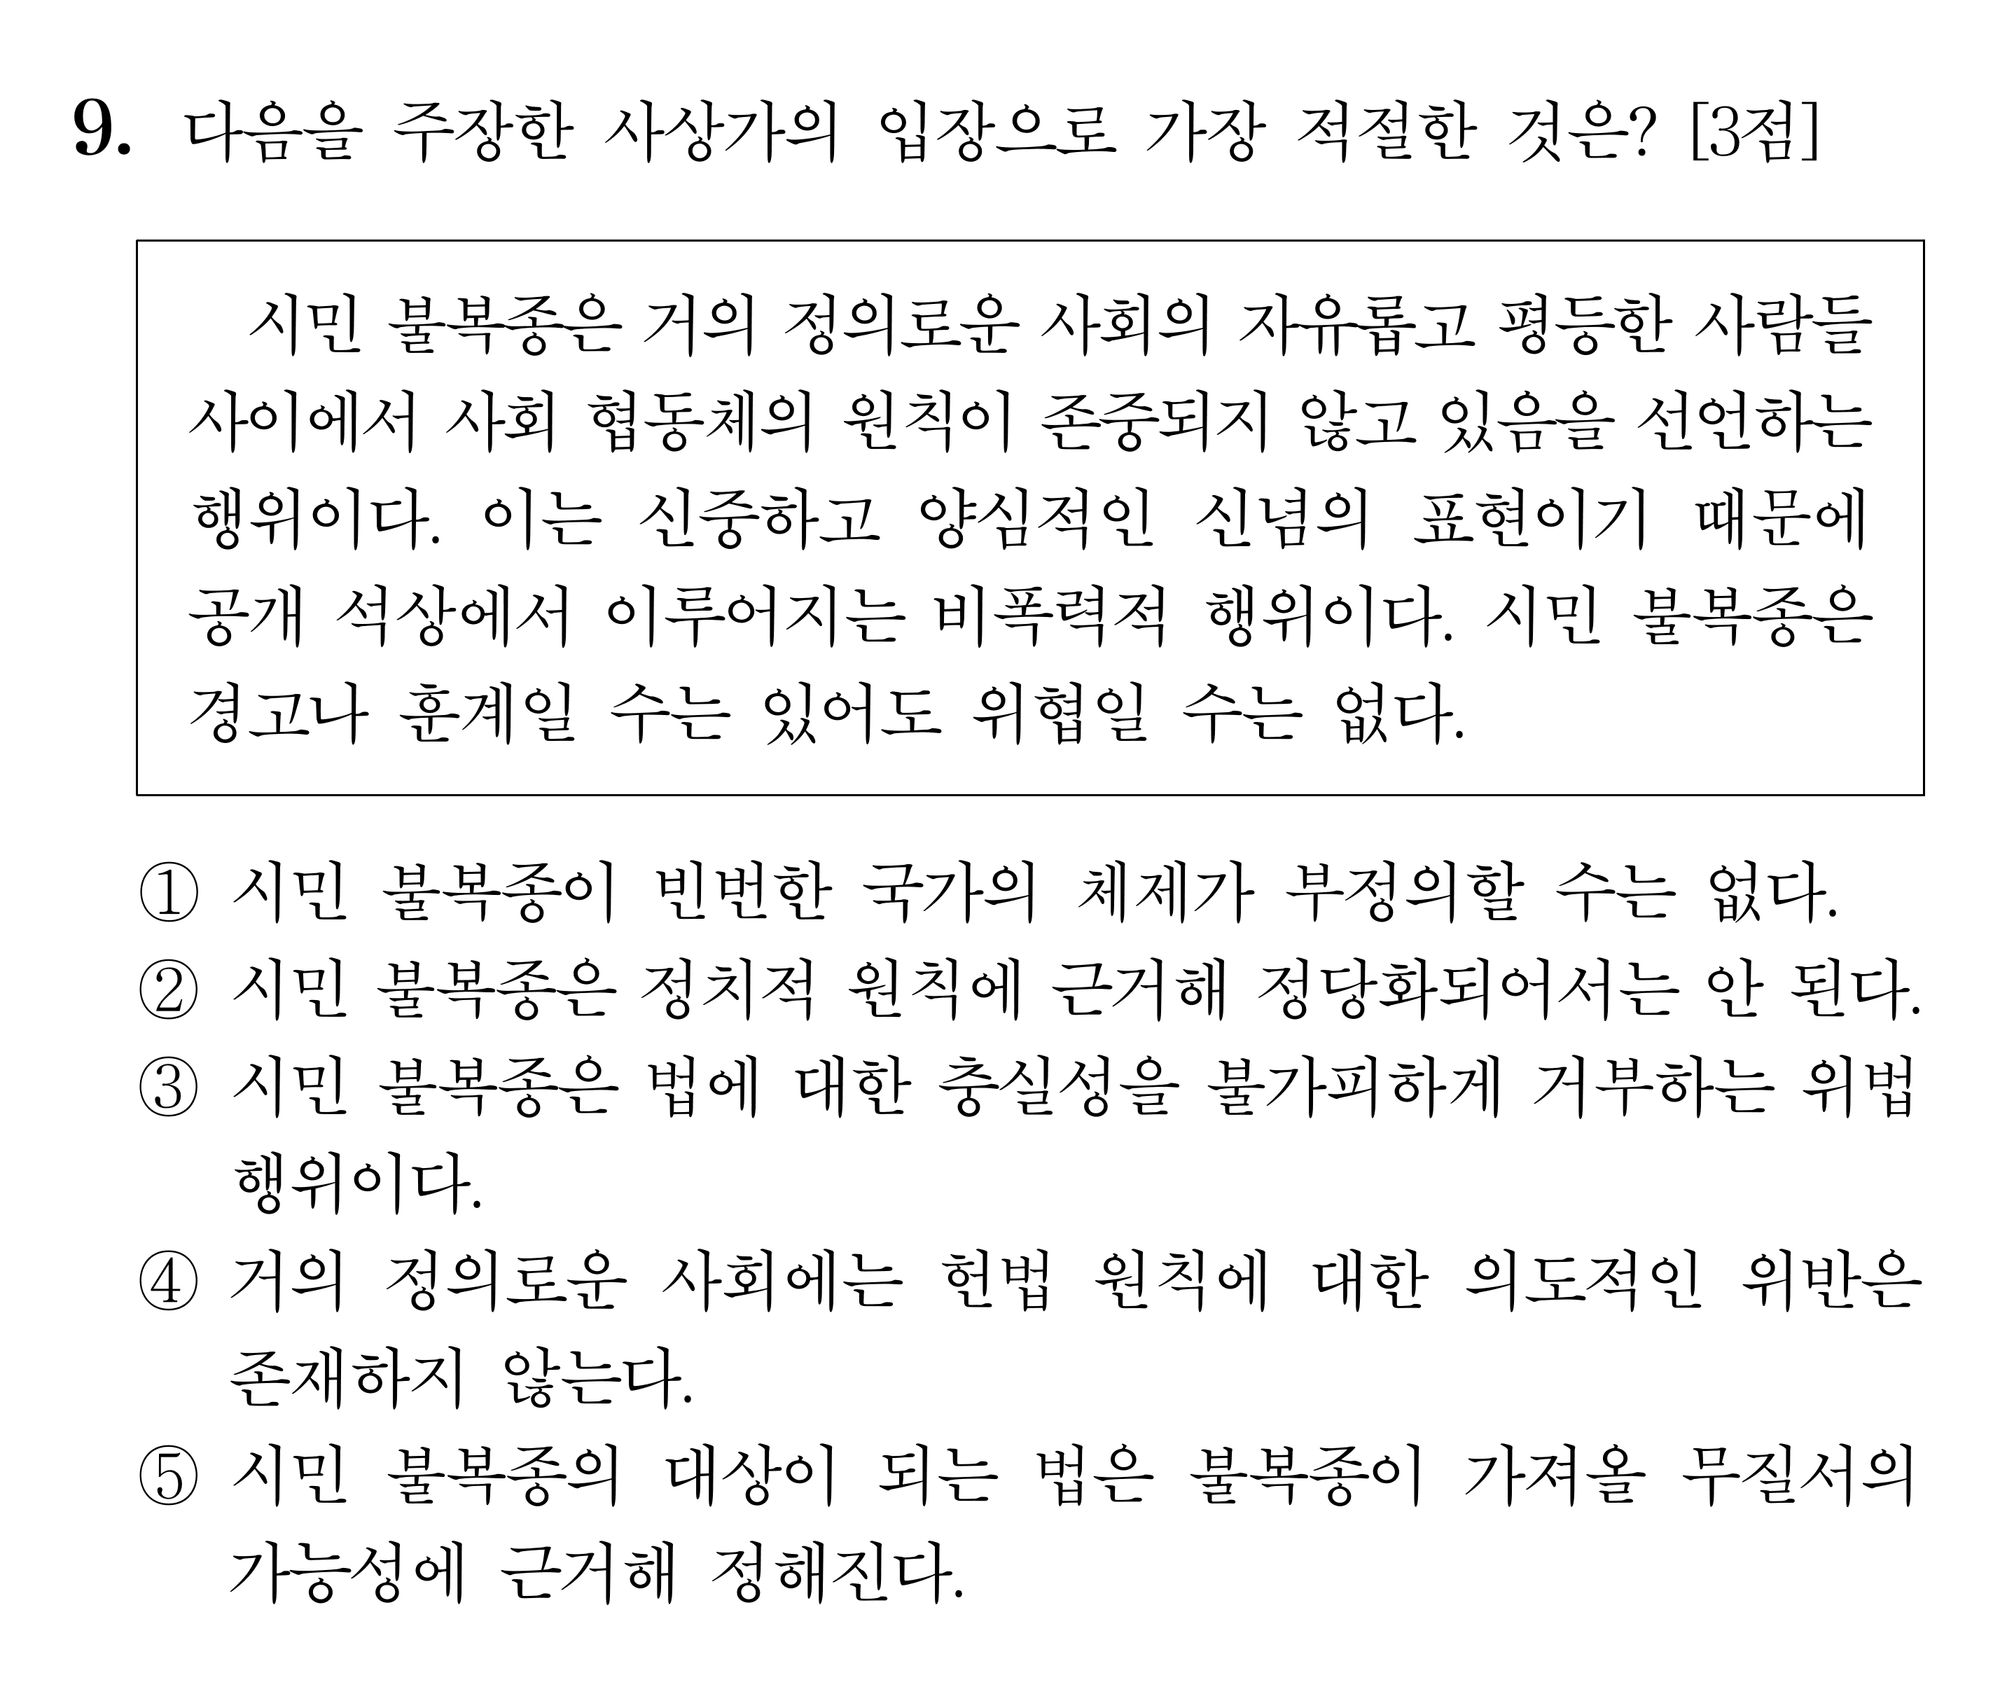 9. 다음을 주장한 사상가의 입장으로 가장 적절한 것은? [3점]
시민 불복종은 거의 정의로운 사회의 자유롭고 평등한 사람들
사이에서 사회 협동체의 원칙이 존중되지 않고 있음을 선언하는
행위이다. 이는 신중하고 양심적인 신념의 표현이기 때문에
공개 석상에서 이루어지는 비폭력적 행위이다. 시민 불복종은
경고나 훈계일 수는 있어도 위협일 수는 없다.
① 시민 불복종이 빈번한 국가의 체제가 부정의할 수는 없다.
② 시민 불복종은 정치적 원칙에 근거해 정당화되어서는 안 된다.
③ 시민 불복종은 법에 대한 충실성을 불가피하게 거부하는 위법
행위이다.
④ 거의 정의로운 사회에는 헌법 원칙에 대한 의도적인 위반은
존재하지 않는다.
⑤ 시민 불복종의 대상이 되는 법은 불복종이 가져올 무질서의
가능성에 근거해 정해진다.